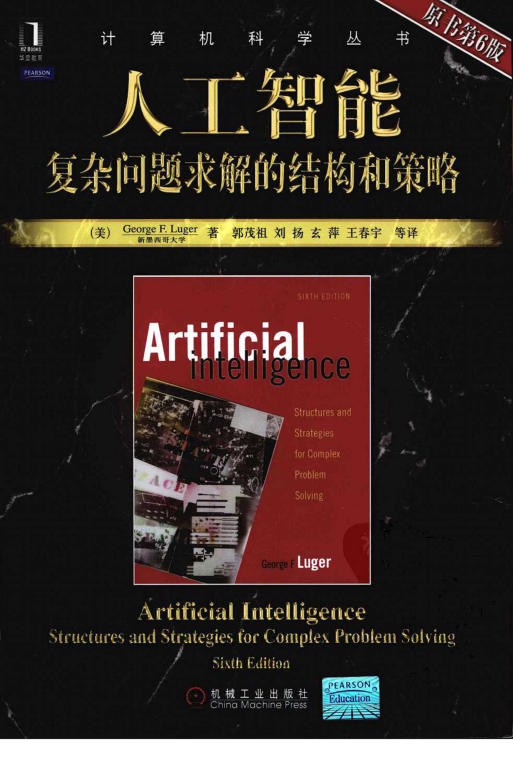 HZ BOOKS
华章教育
PEARSON
计算机科学丛书
原书第6版
人工智能
复杂问题求解的结构和策略
(美) George F. Luger 著 郭茂祖 刘扬 玄萍 王春宇 等译
新墨西哥大学
SIXTH EDITION
Artificial
intelligence
Structures and
Strategies
for Complex
Problem
Solving
SPACE
George F Luger
Artificial Intelligence
Structures and Strategies for Complex Problem Solving
Sixth Edition
机械工业出版社
China Machine Press
PEARSON
Education